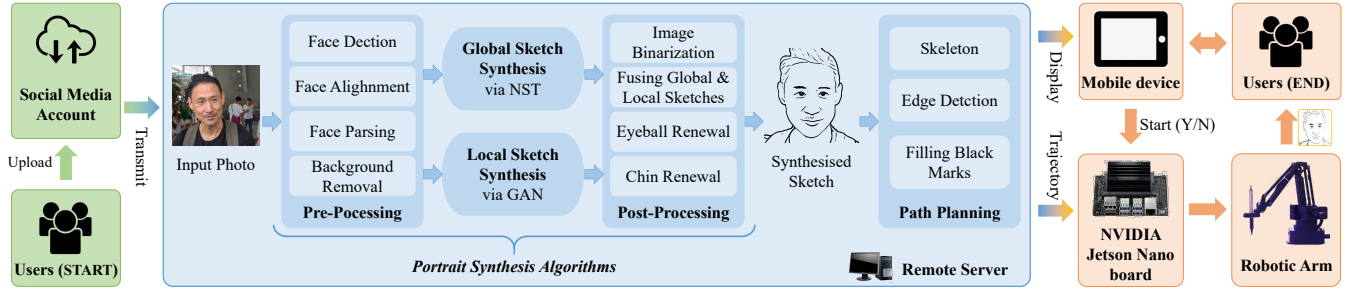 Social Media
Account
Upload
Users (START)
Transmit
Input Photo
Face Dection
Face Alighnment
Face Parsing
Background
Removal
Pre-Pocessing
Global Sketch
Synthesis
via NST
Local Sketch
Synthesis
via GAN
Image
Binarization
Fusing Global &
Local Sketches
Eyeball Renewal
Chin Renewal
Post-Processing
Portrait Synthesis Algorithms
Synthesised
Sketch
Skeleton
Edge Detction
Filling Black
Marks
Path Planning
Remote Server
Display
Trajectory
Mobile device
Start (Y/N)
NVIDIA
Jetson Nano
board
Users (END)
Robotic Arm